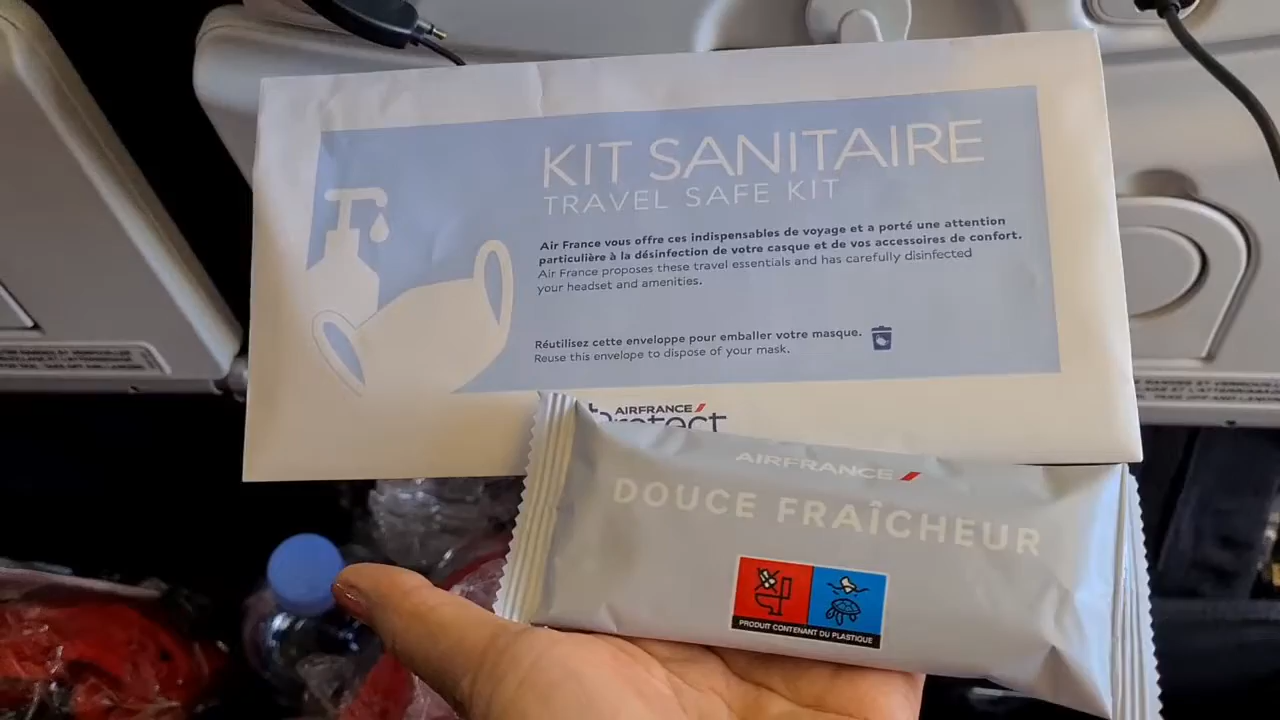 KIT SANITAIRE
TRAVEL SAFE KIT
Air France vous offre ces indispensables de voyage et a porté une attention
particulière à la désinfection de votre casque et de vos accessoires de confort.
Air France proposes these travel essentials and has carefully disinfected
your headset and amenities.
Réutilisez cette enveloppe pour emballer votre masque.
Reuse this envelope to dispose of your mask.
AIRFRANCE
protect
AIRFRANCE
DOUCE FRAÎCHEUR
PRODUIT CONTENANT DU PLASTIQUE